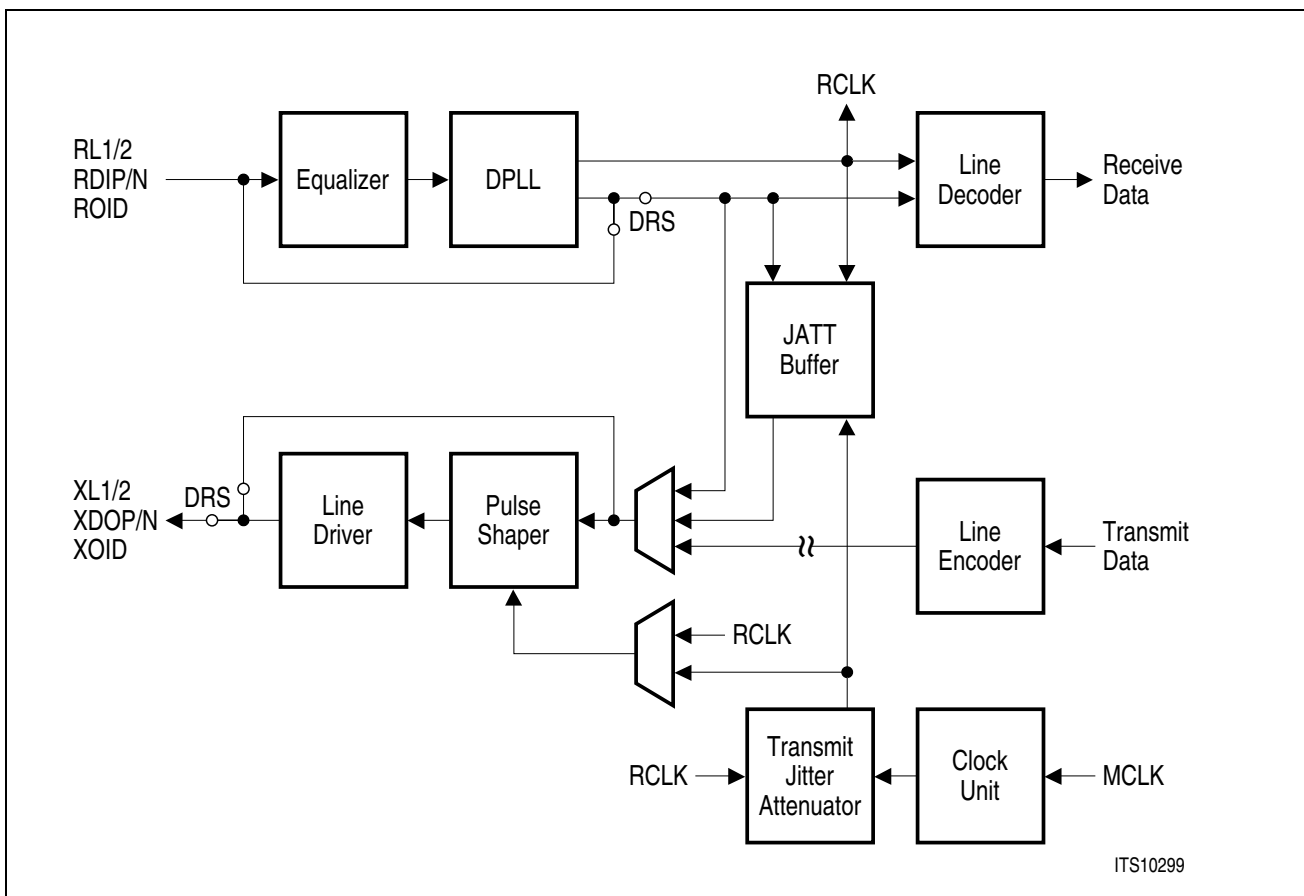 RCLK
RL1/2
RDIP/N
ROID
Equalizer
DPLL
DRS
Line
Decoder
Receive
Data
JATT
Buffer
XL1/2
XDOP/N
XOID
DRS
Line
Driver
Pulse
Shaper
Line
Encoder
Transmit
Data
RCLK
RCLK
Transmit
Jitter
Attenuator
Clock
Unit
MCLK
ITS10299